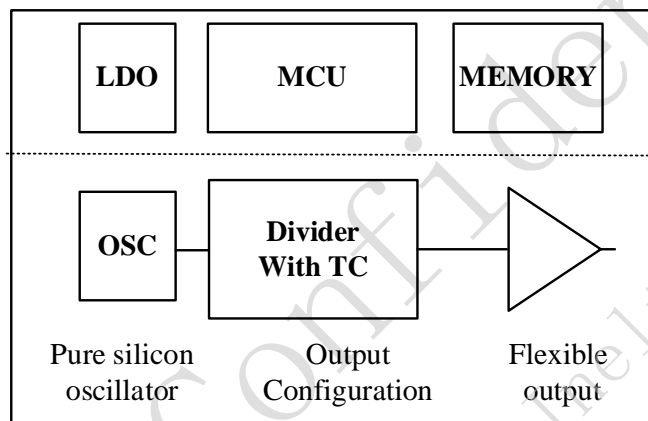 LDO
MCU
MEMORY
OSC
Divider
With TC
Pure silicon
oscillator
Output
Configuration
Flexible
output